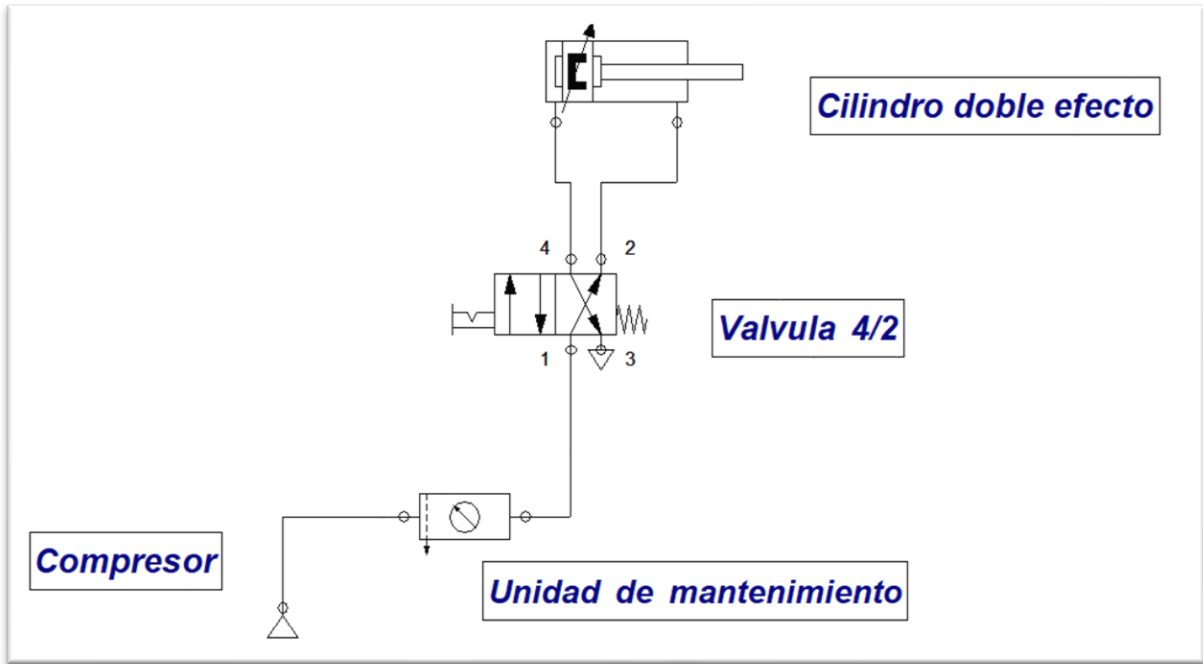 Cilindro doble efecto
4 2
Valvula 4/2
1 3
Compresor
Unidad de mantenimiento